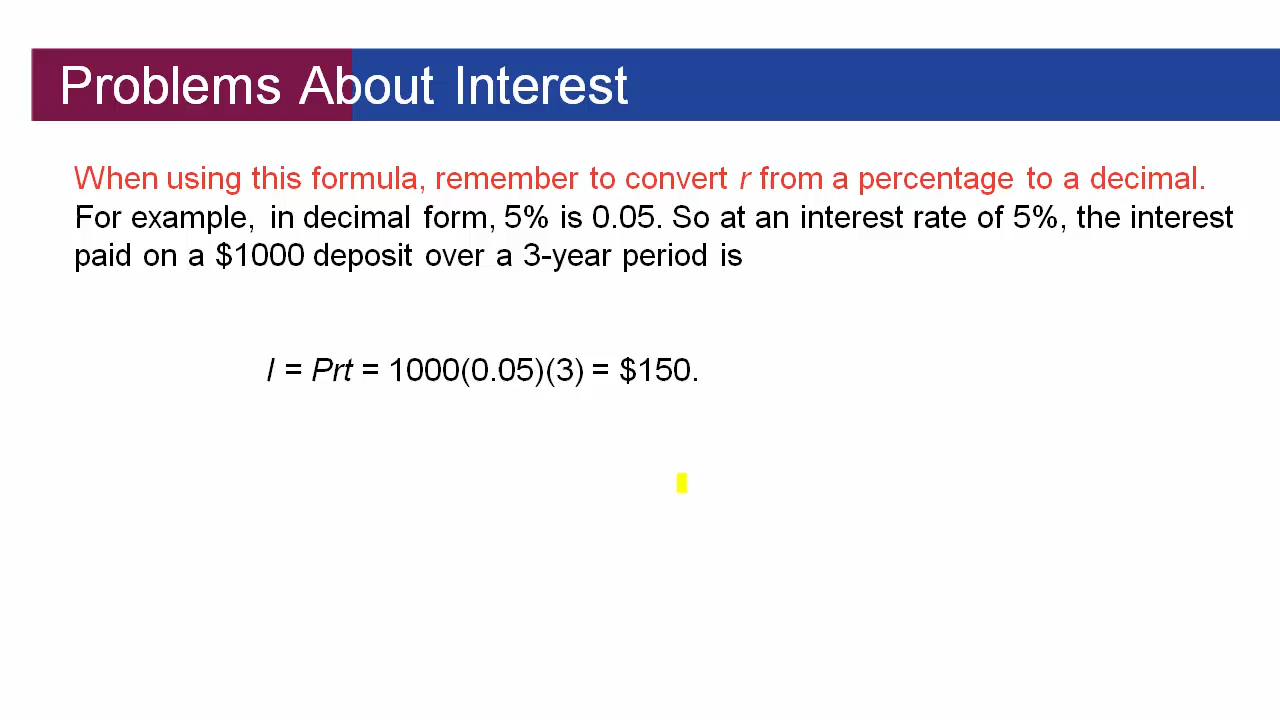 Problems About Interest
When using this formula, remember to convert r from a percentage to a decimal.
For example, in decimal form, 5% is 0.05. So at an interest rate of 5%, the interest
paid on a $1000 deposit over a 3-year period is
I = Prt = 1000(0.05)(3) = $150.